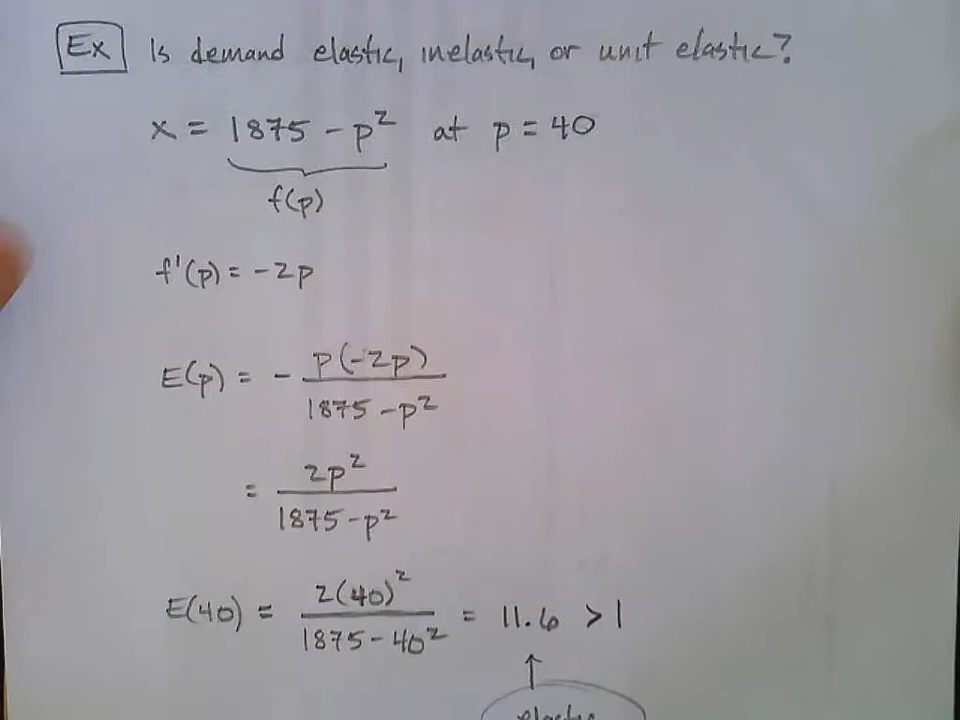 Ex Is demand elastic, inelastic, or unit elastic?
x = 1875 - p² at p = 40
f(p)
f'(p) = -2p
E(p) = - p(-2p) / 1875 - p²
= 2p² / 1875 - p²
E(40) = 2(40)² / 1875 - 40² = 11.6 > 1
↑
elastic